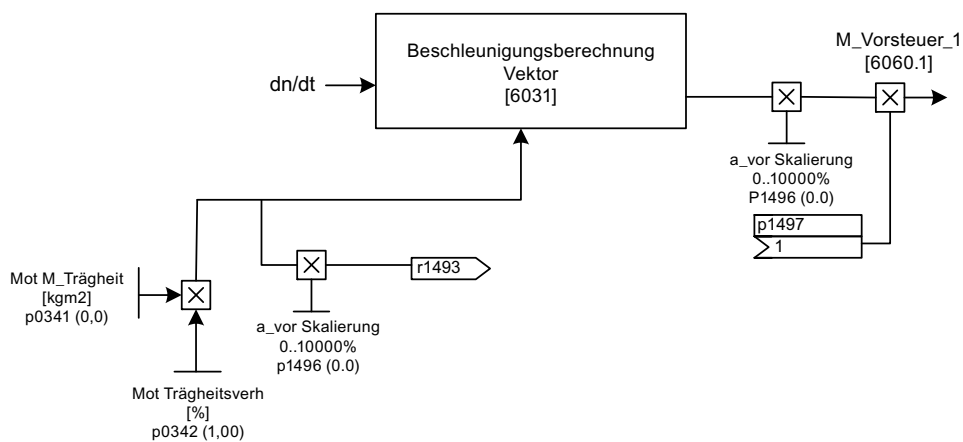 Beschleunigungsberechnung
Vektor
[6031]
dn/dt
M_Vorsteuer_1
[6060.1]
a_vor Skalierung
0..10000%
P1496 (0.0)
p1497
1
r1493
Mot M_Trägheit
[kgm2]
p0341 (0,0)
a_vor Skalierung
0..10000%
p1496 (0.0)
Mot Trägheitsverh
[%]
p0342 (1,00)